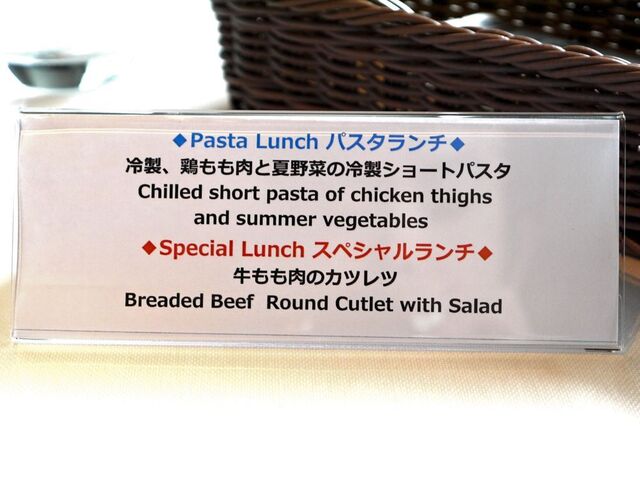 ◆Pasta Lunch パスタランチ◆
冷製、鶏もも肉と夏野菜の冷製ショートパスタ
Chilled short pasta of chicken thighs
and summer vegetables
◆Special Lunch スペシャルランチ◆
牛もも肉のカツレツ
Breaded Beef  Round Cutlet with Salad